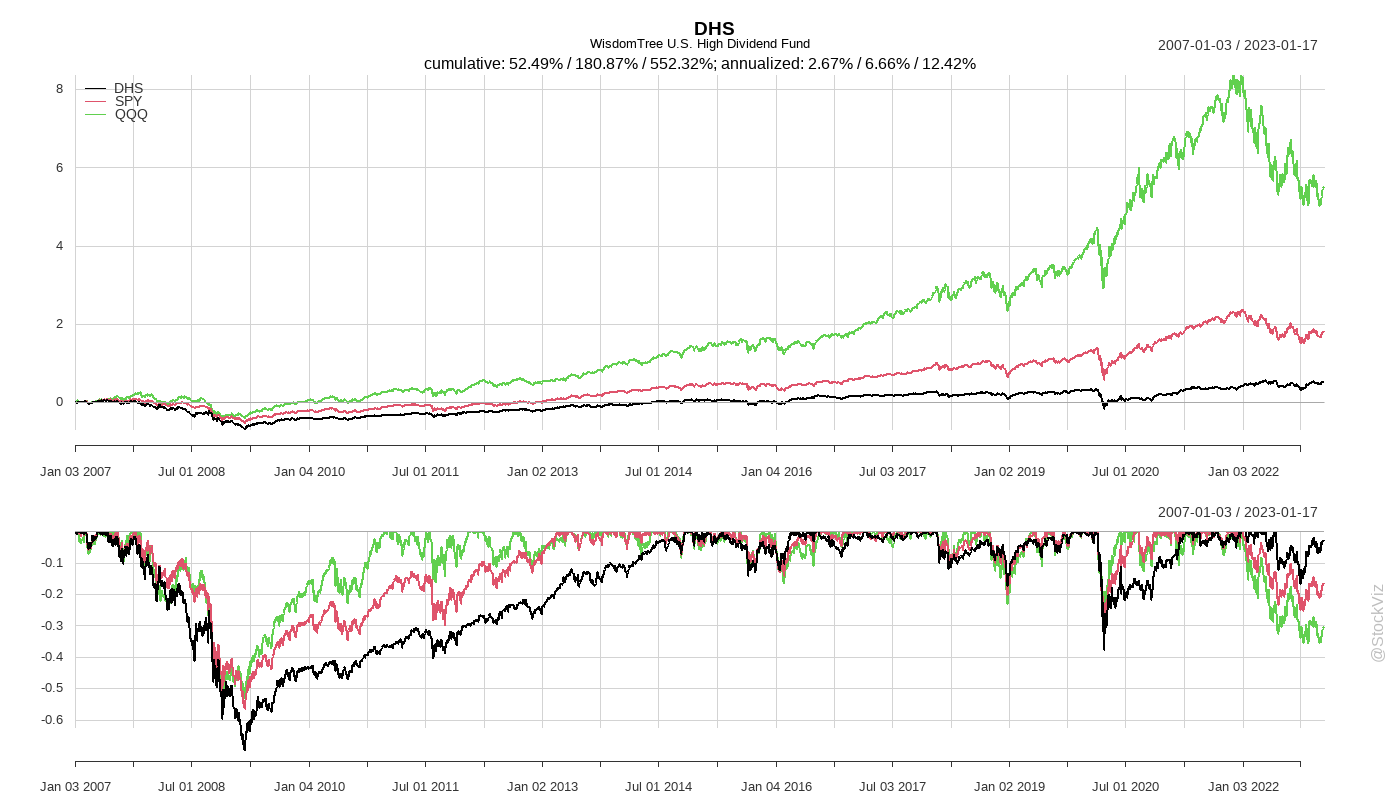 DHS
WisdomTree U.S. High Dividend Fund
2007-01-03 / 2023-01-17
cumulative: 52.49% / 180.87% / 552.32%; annualized: 2.67% / 6.66% / 12.42%
DHS
SPY
QQQ
8
6
4
2
0
Jan 03 2007 Jul 01 2008 Jan 04 2010 Jul 01 2011 Jan 02 2013 Jul 01 2014 Jan 04 2016 Jul 03 2017 Jan 02 2019 Jul 01 2020 Jan 03 2022
2007-01-03 / 2023-01-17
-0.1
-0.2
-0.3
-0.4
-0.5
-0.6
Jan 03 2007 Jul 01 2008 Jan 04 2010 Jul 01 2011 Jan 02 2013 Jul 01 2014 Jan 04 2016 Jul 03 2017 Jan 02 2019 Jul 01 2020 Jan 03 2022
@StockViz